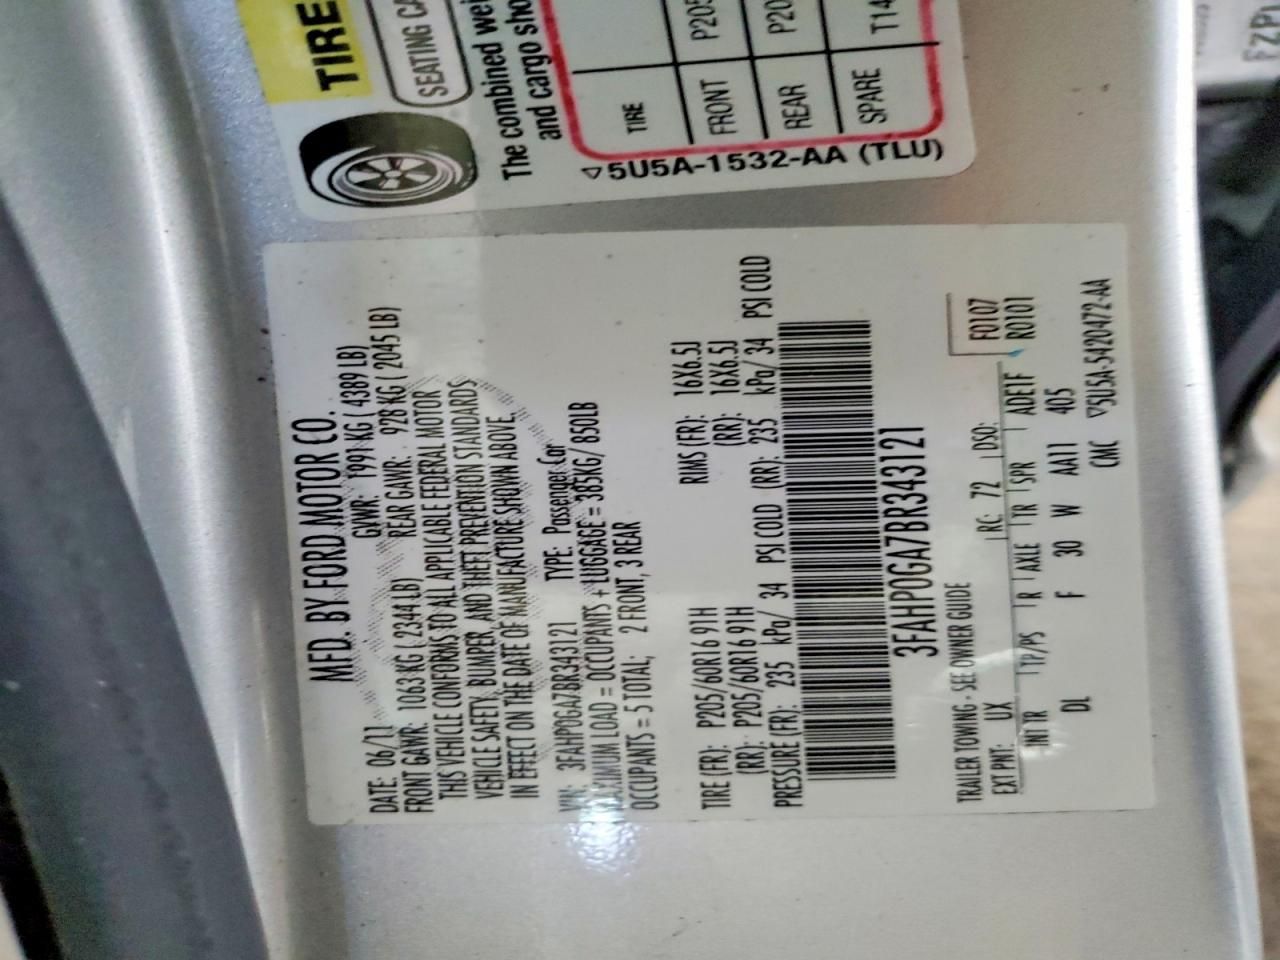 TIRE
SEATING CA
The combined wei
and cargo sho
TIRE
FRONT P205
REAR P20
SPARE T14
5U5A-1532-AA (TLU)
MFD. BY FORD MOTOR CO.
DATE: 06/11 GVWR: 1991 KG ( 4389 LB)
FRONT GAWR: 1063 KG ( 2344 LB) REAR GAWR: 928 KG ( 2045 LB)
THIS VEHICLE CONFORMS TO ALL APPLICABLE FEDERAL MOTOR
VEHICLE SAFETY, BUMPER, AND THEFT PREVENTION STANDARDS
IN EFFECT ON THE DATE OF MANUFACTURE SHOWN ABOVE.
VIN: 3FAHP0GA7BR343121 TYPE: Passenger Car
MAXIMUM LOAD = OCCUPANTS + LUGGAGE = 385KG/ 850LB
OCCUPANTS = 5 TOTAL; 2 FRONT, 3 REAR
TIRE (FR): P205/60R16 91H RIMS (FR): 16X6.5J
(RR): P205/60R16 91H (RR): 16X6.5J
PRESSURE (FR): 235 kPa/ 34 PSI COLD (RR): 235 kPa/ 34 PSI COLD
3FAHP0GA7BR343121
F0107
R0101
TRAILER TOWING - SEE OWNER GUIDE
EXT PNT: UX RC: 72 DSO:
INT TR TP/PS R AXLE TR SPR ADE1F
DL F 30 W AA11 405
CMC 5U5A-5420472-AA